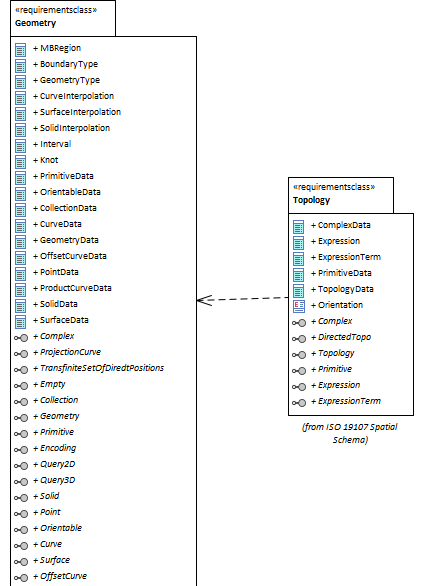 «requirementsclass»
Geometry
+ MBRegion
+ BoundaryType
+ GeometryType
+ CurveInterpolation
+ SurfaceInterpolation
+ SolidInterpolation
+ Interval
+ Knot
+ PrimitiveData
+ OrientableData
+ CollectionData
+ CurveData
+ GeometryData
+ OffsetCurveData
+ PointData
+ ProductCurveData
+ SolidData
+ SurfaceData
+ Complex
+ ProjectionCurve
+ TransfiniteSetOfDiredtPositions
+ Empty
+ Collection
+ Geometry
+ Primitive
+ Encoding
+ Query2D
+ Query3D
+ Solid
+ Point
+ Orientable
+ Curve
+ Surface
+ OffsetCurve
«requirementsclass»
Topology
+ ComplexData
+ Expression
+ ExpressionTerm
+ PrimitiveData
+ TopologyData
E
+ Orientation
+ Complex
+ DirectedTopo
+ Topology
+ Primitive
+ Expression
+ ExpressionTerm
(from ISO 19107 Spatial
Schema)